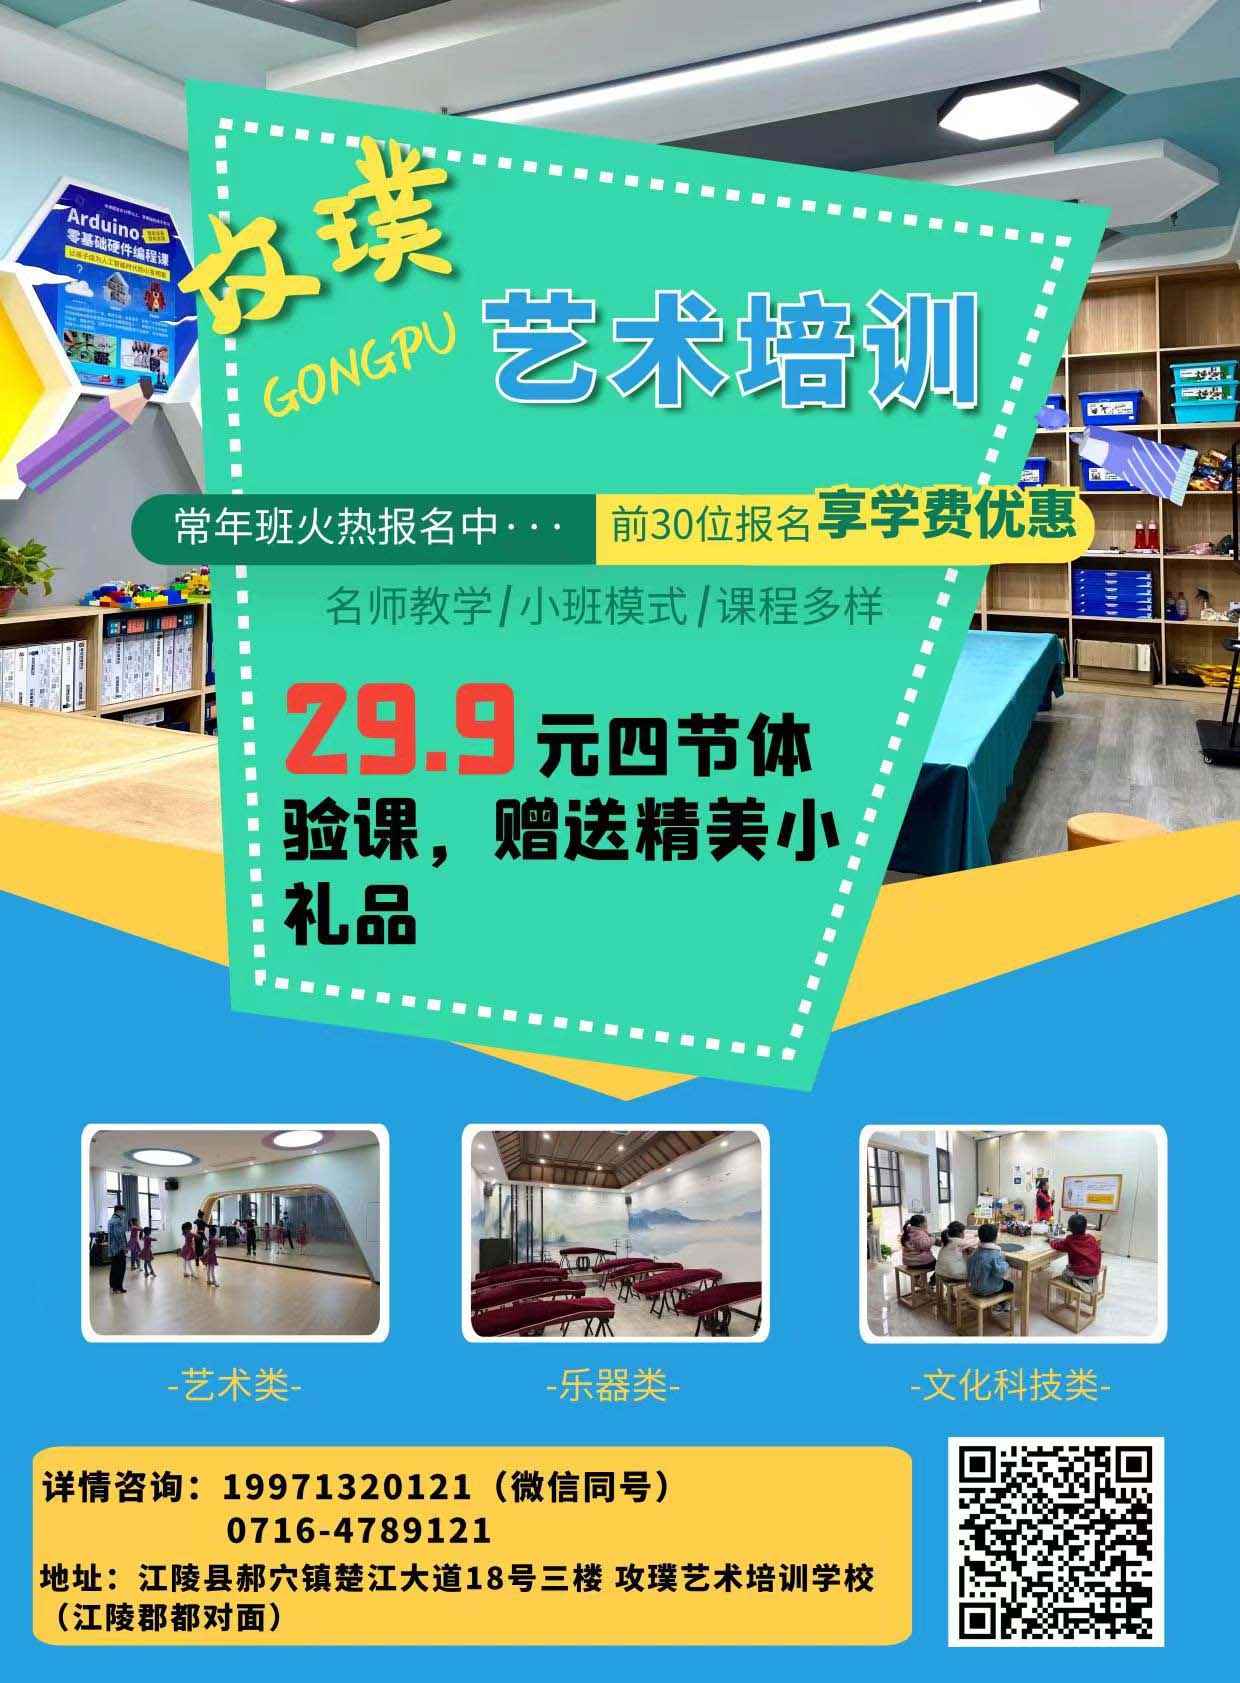 攻璞
GONGPU
艺术培训
Arduino
零基础硬件编程课
常年班火热报名中···
前30位报名享学费优惠
名师教学/小班模式/课程多样
29.9元四节体
验课，赠送精美小
礼品
-艺术类-
-乐器类-
-文化科技类-
详情咨询：19971320121（微信同号）
0716-4789121
地址：江陵县郝穴镇楚江大道18号三楼 攻璞艺术培训学校
（江陵郡都对面）